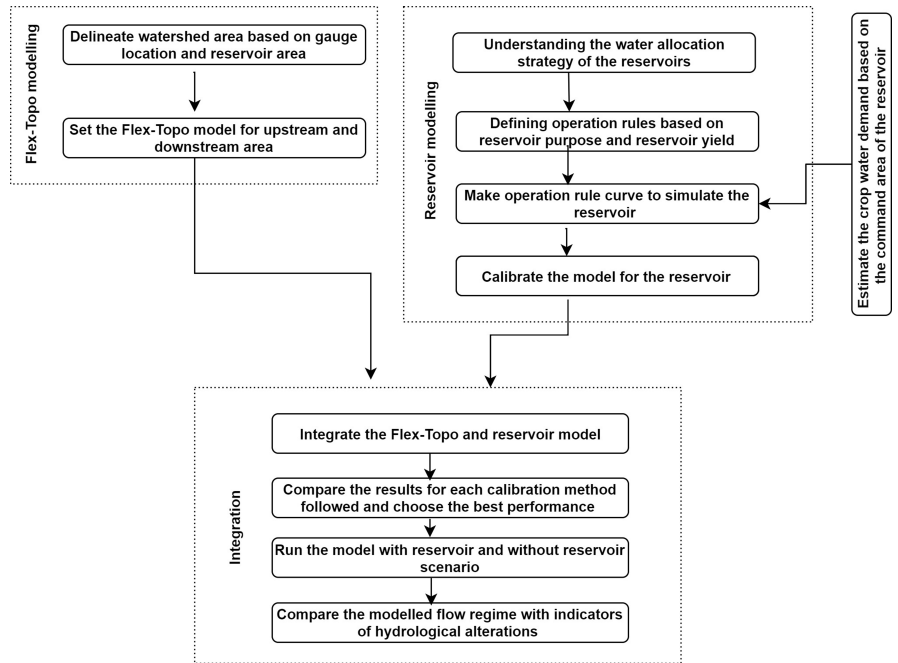 Flex-Topo modelling
Delineate watershed area based on gauge
location and reservoir area
Set the Flex-Topo model for upstream and
downstream area
Reservoir modelling
Understanding the water allocation
strategy of the reservoirs
Defining operation rules based on
reservoir purpose and reservoir yield
Make operation rule curve to simulate the
reservoir
Calibrate the model for the reservoir
Estimate the crop water demand based on
the command area of the reservoir
Integration
Integrate the Flex-Topo and reservoir model
Compare the results for each calibration method
followed and choose the best performance
Run the model with reservoir and without reservoir
scenario
Compare the modelled flow regime with indicators
of hydrological alterations